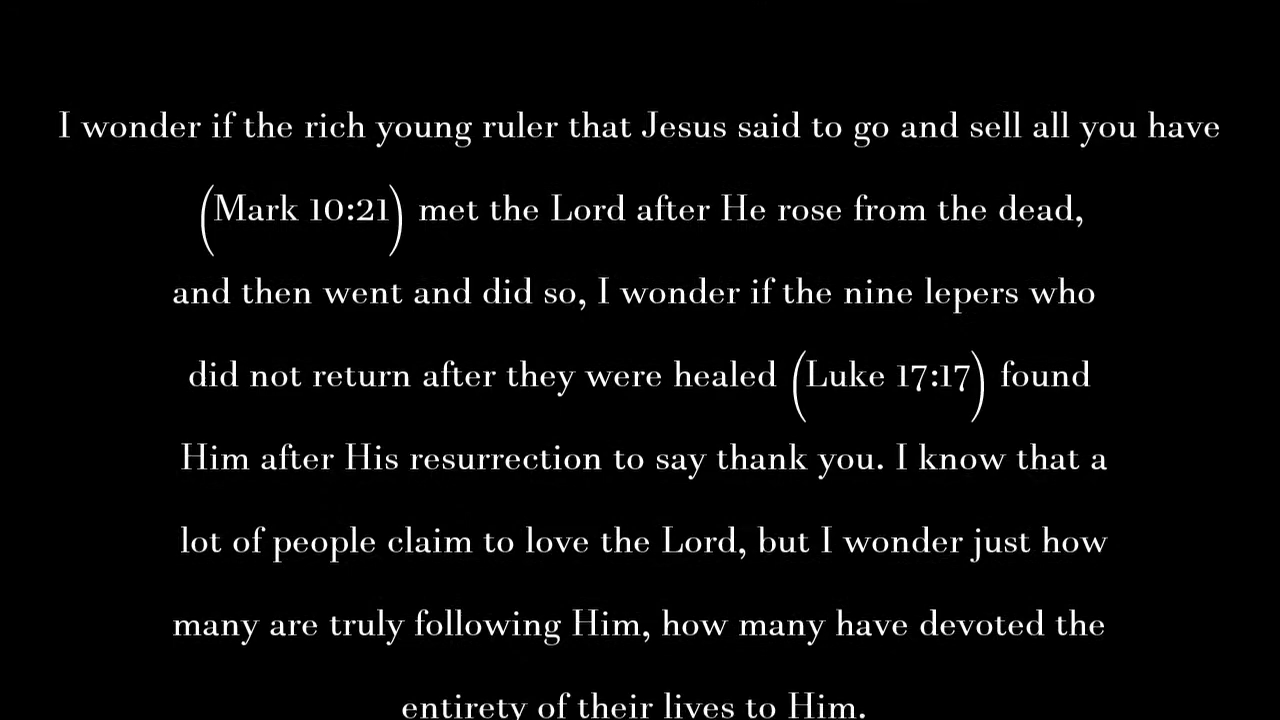 I wonder if the rich young ruler that Jesus said to go and sell all you have
(Mark 10:21) met the Lord after He rose from the dead,
and then went and did so, I wonder if the nine lepers who
did not return after they were healed (Luke 17:17) found
Him after His resurrection to say thank you. I know that a
lot of people claim to love the Lord, but I wonder just how
many are truly following Him, how many have devoted the
entirety of their lives to Him.